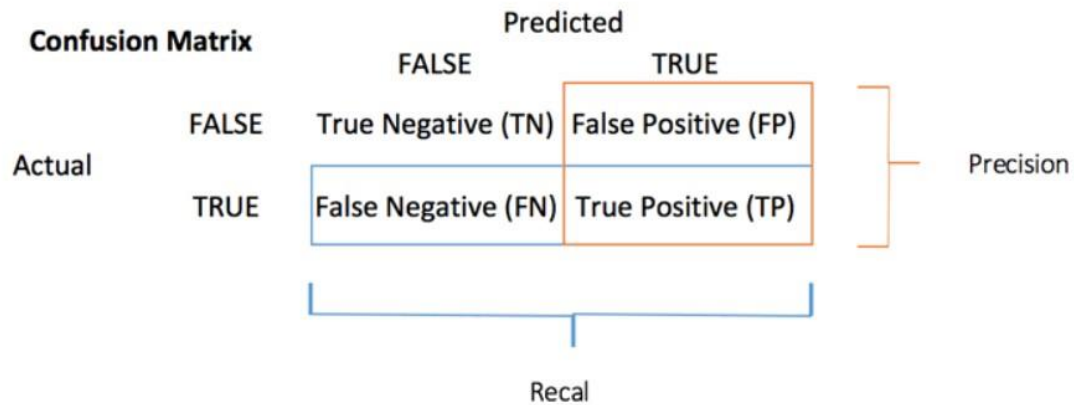 Predicted
Confusion Matrix
FALSE TRUE
FALSE True Negative (TN) False Positive (FP)
Actual
Precision
TRUE False Negative (FN) True Positive (TP)
Recal